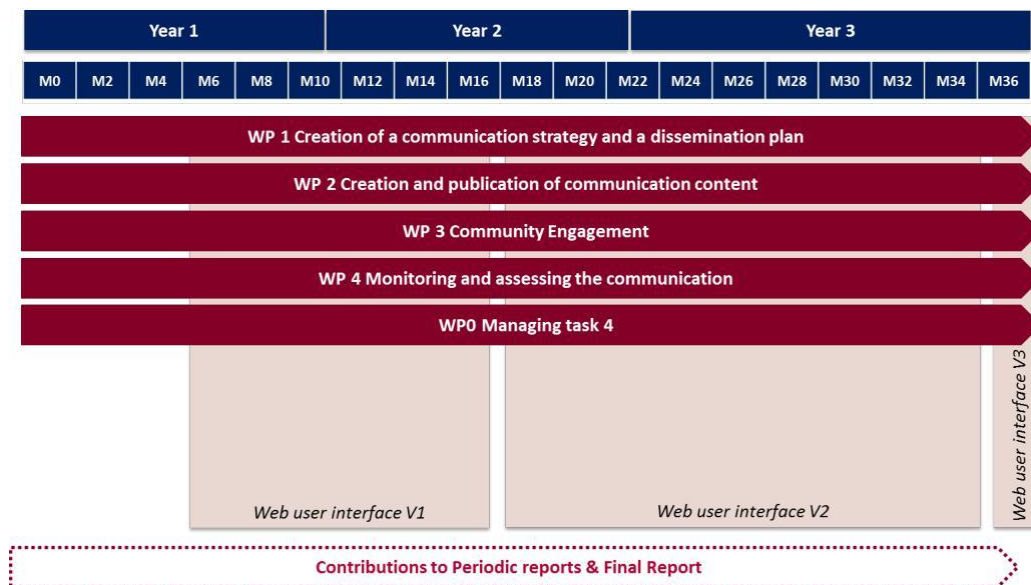 Year 1 Year 2 Year 3
M0 M2 M4 M6 M8 M10 M12 M14 M16 M18 M20 M22 M24 M26 M28 M30 M32 M34 M36
WP 1 Creation of a communication strategy and a dissemination plan
WP 2 Creation and publication of communication content
WP 3 Community Engagement
WP 4 Monitoring and assessing the communication
WP0 Managing task 4
Web user interface V1
Web user interface V2
Web user interface V3
Contributions to Periodic reports & Final Report